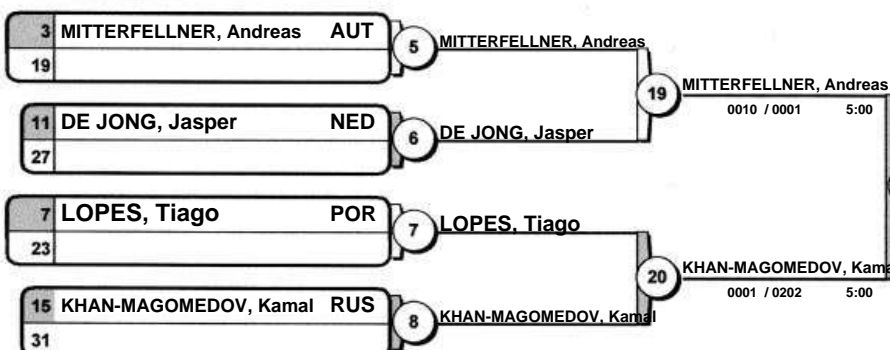 3 MITTERFELLNER, Andreas AUT
19
5 MITTERFELLNER, Andreas
11 DE JONG, Jasper NED
27
6 DE JONG, Jasper
19 MITTERFELLNER, Andreas
0010 / 0001 5:00
7 LOPES, Tiago POR
23
7 LOPES, Tiago
15 KHAN-MAGOMEDOV, Kamal RUS
31
8 KHAN-MAGOMEDOV, Kamal
20 KHAN-MAGOMEDOV, Kama
0001 / 0202 5:00